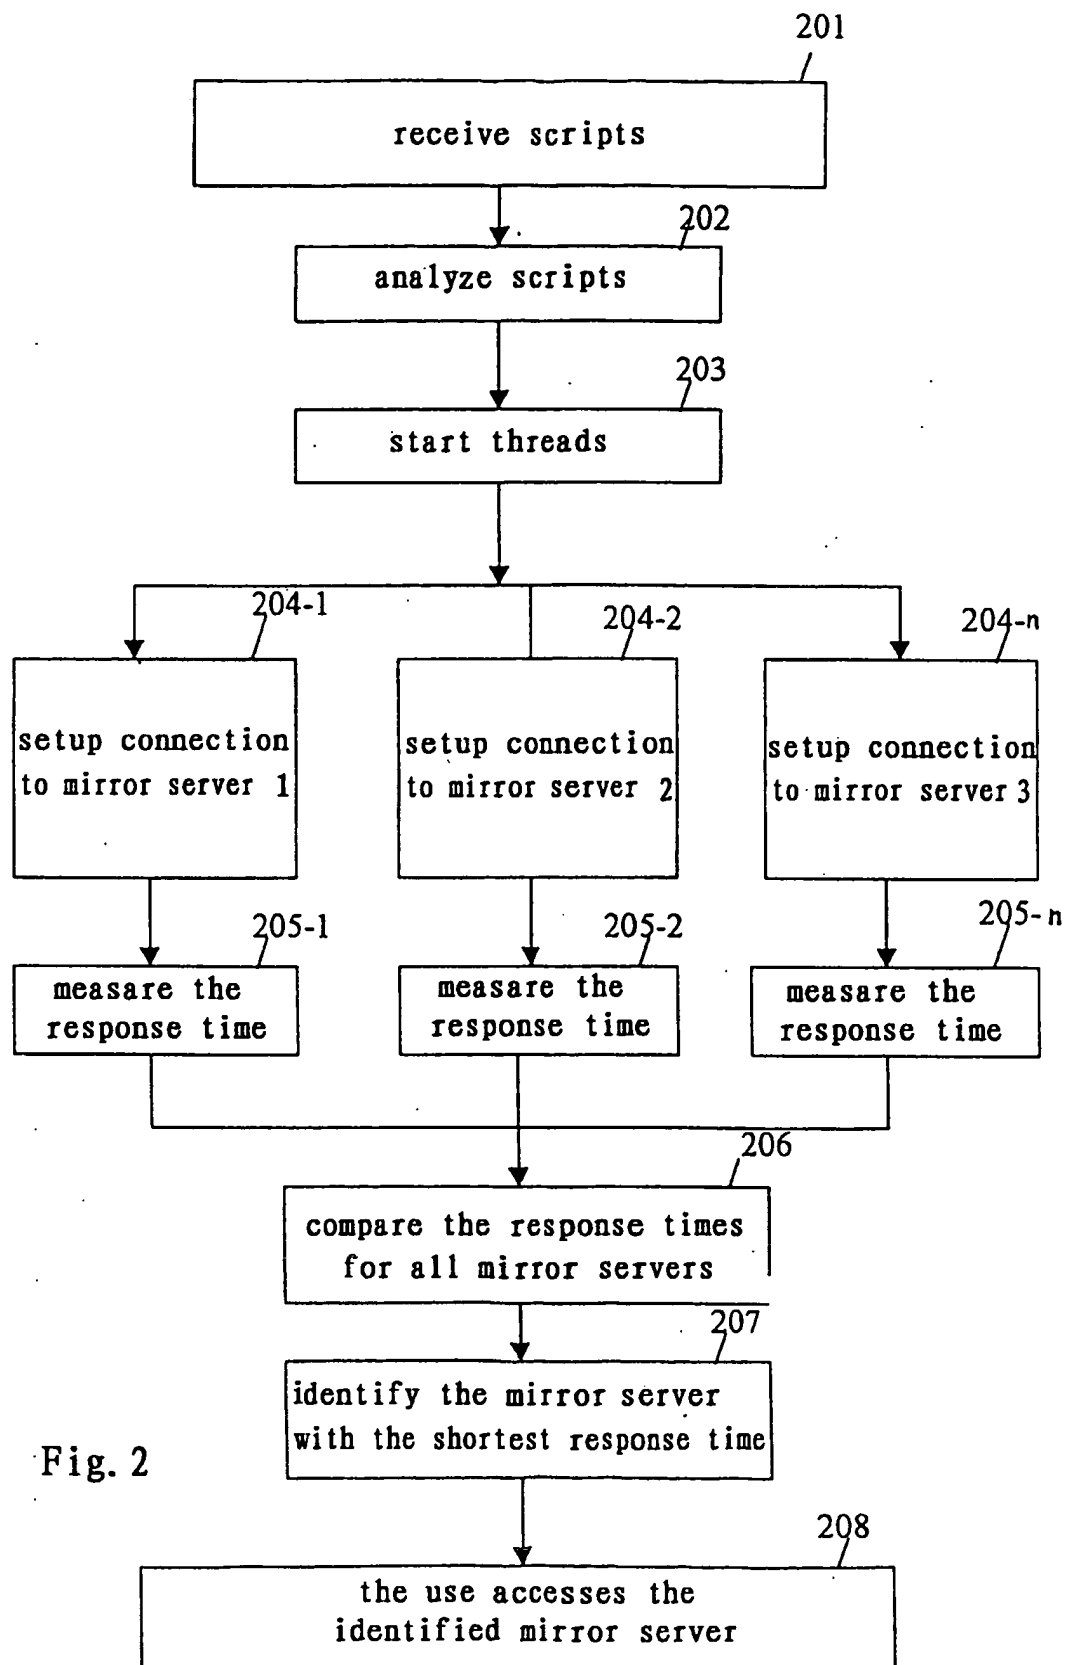 201
receive scripts
202
analyze scripts
203
start threads
204-1
204-2
204-n
setup connection
to mirror server 1
setup connection
to mirror server 2
setup connection
to mirror server 3
205-1
205-2
205-n
measare the
response time
measare the
response time
measare the
response time
206
compare the response times
for all mirror servers
207
identify the mirror server
with the shortest response time
Fig. 2
208
the use accesses the
identified mirror server